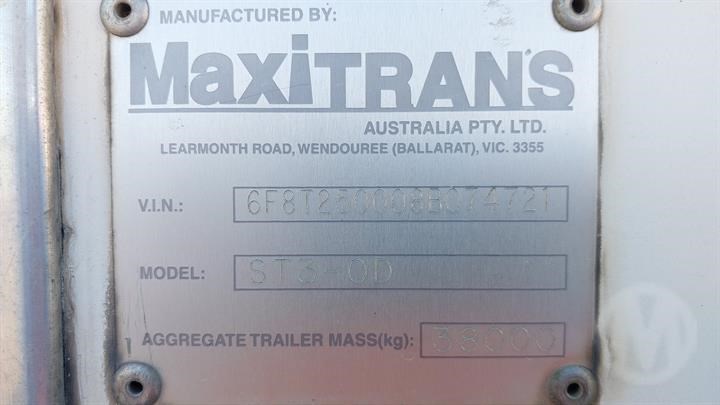 MANUFACTURED BY:
MaxiTRANS
AUSTRALIA PTY. LTD.
LEARMONTH ROAD, WENDOUREE (BALLARAT), VIC. 3355
V.I.N.: 6F8T250008B074721
MODEL: ST3-OD
AGGREGATE TRAILER MASS(kg): 38000
M